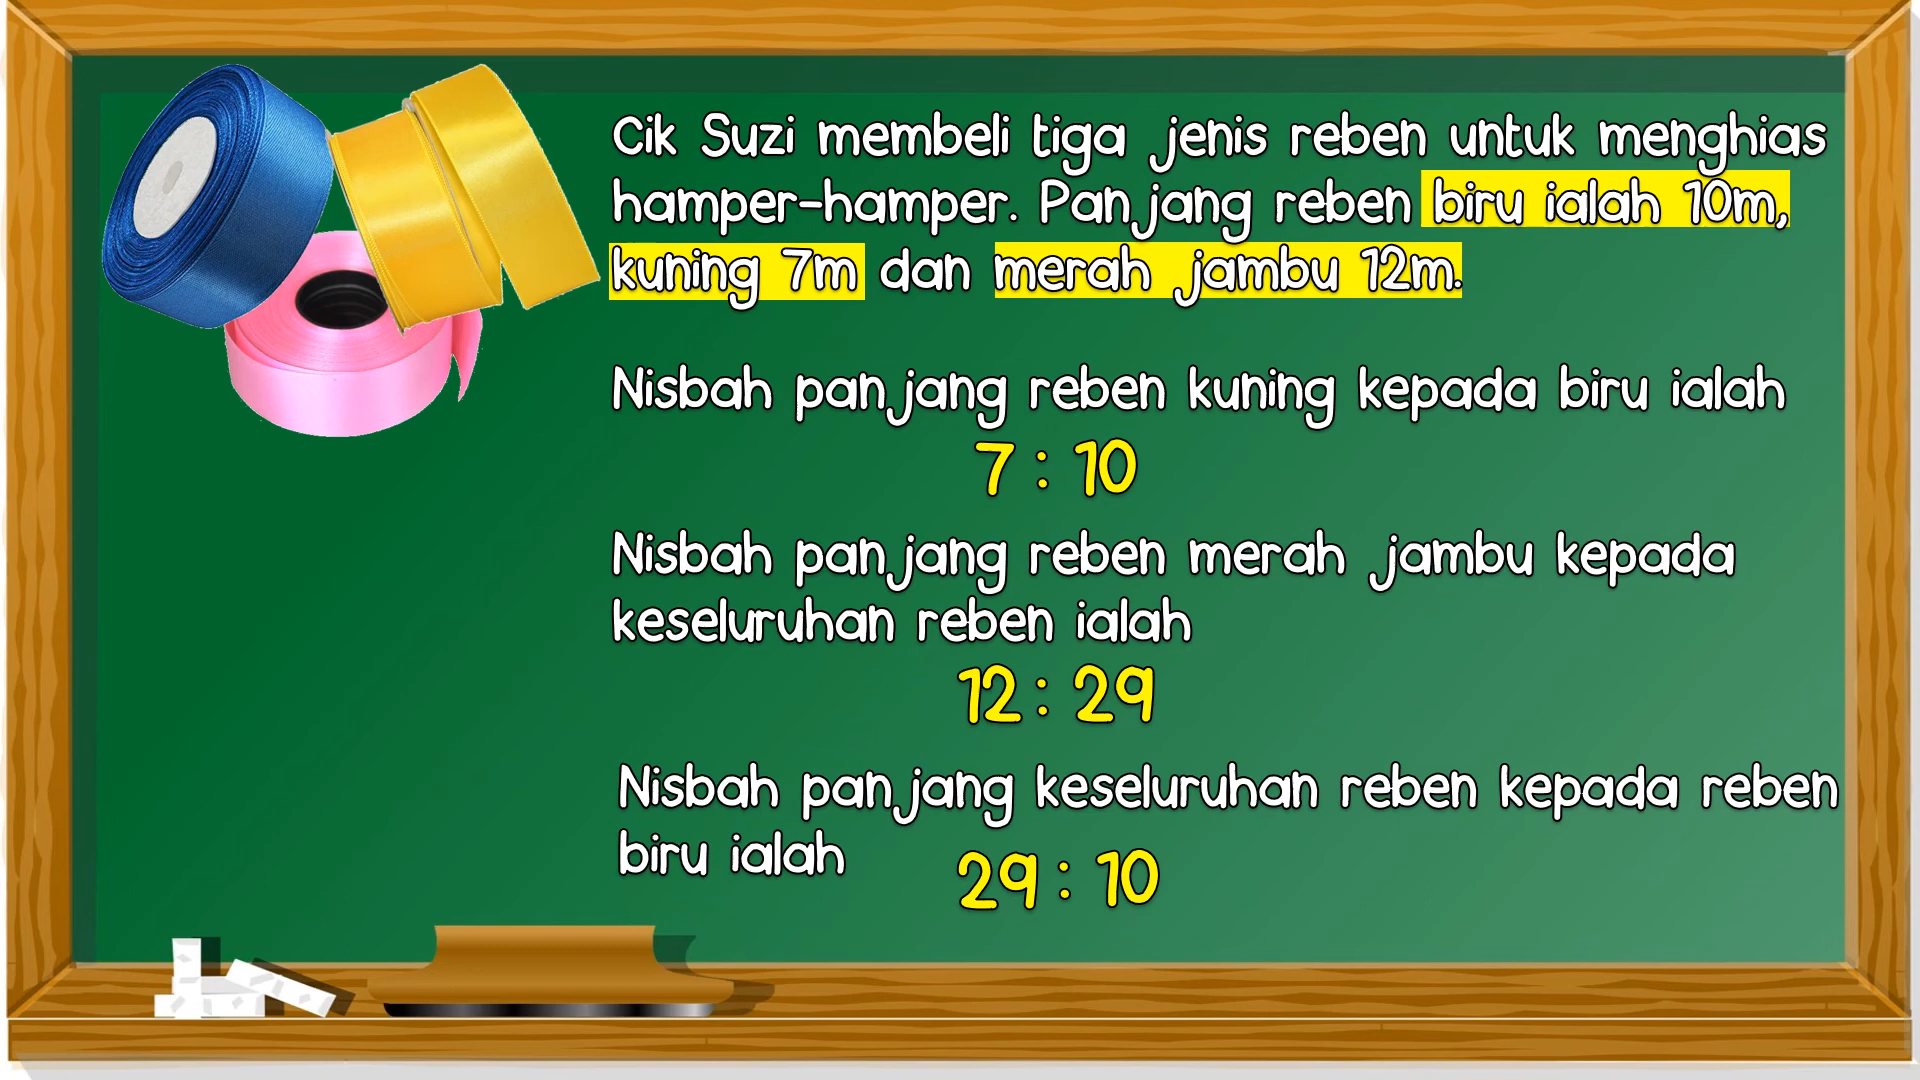 Cik Suzi membeli tiga jenis reben untuk menghias
hamper-hamper. Panjang reben biru ialah 10m,
kuning 7m dan merah jambu 12m.
Nisbah panjang reben kuning kepada biru ialah
7 : 10
Nisbah panjang reben merah jambu kepada
keseluruhan reben ialah
12 : 29
Nisbah panjang keseluruhan reben kepada reben
biru ialah 29 : 10